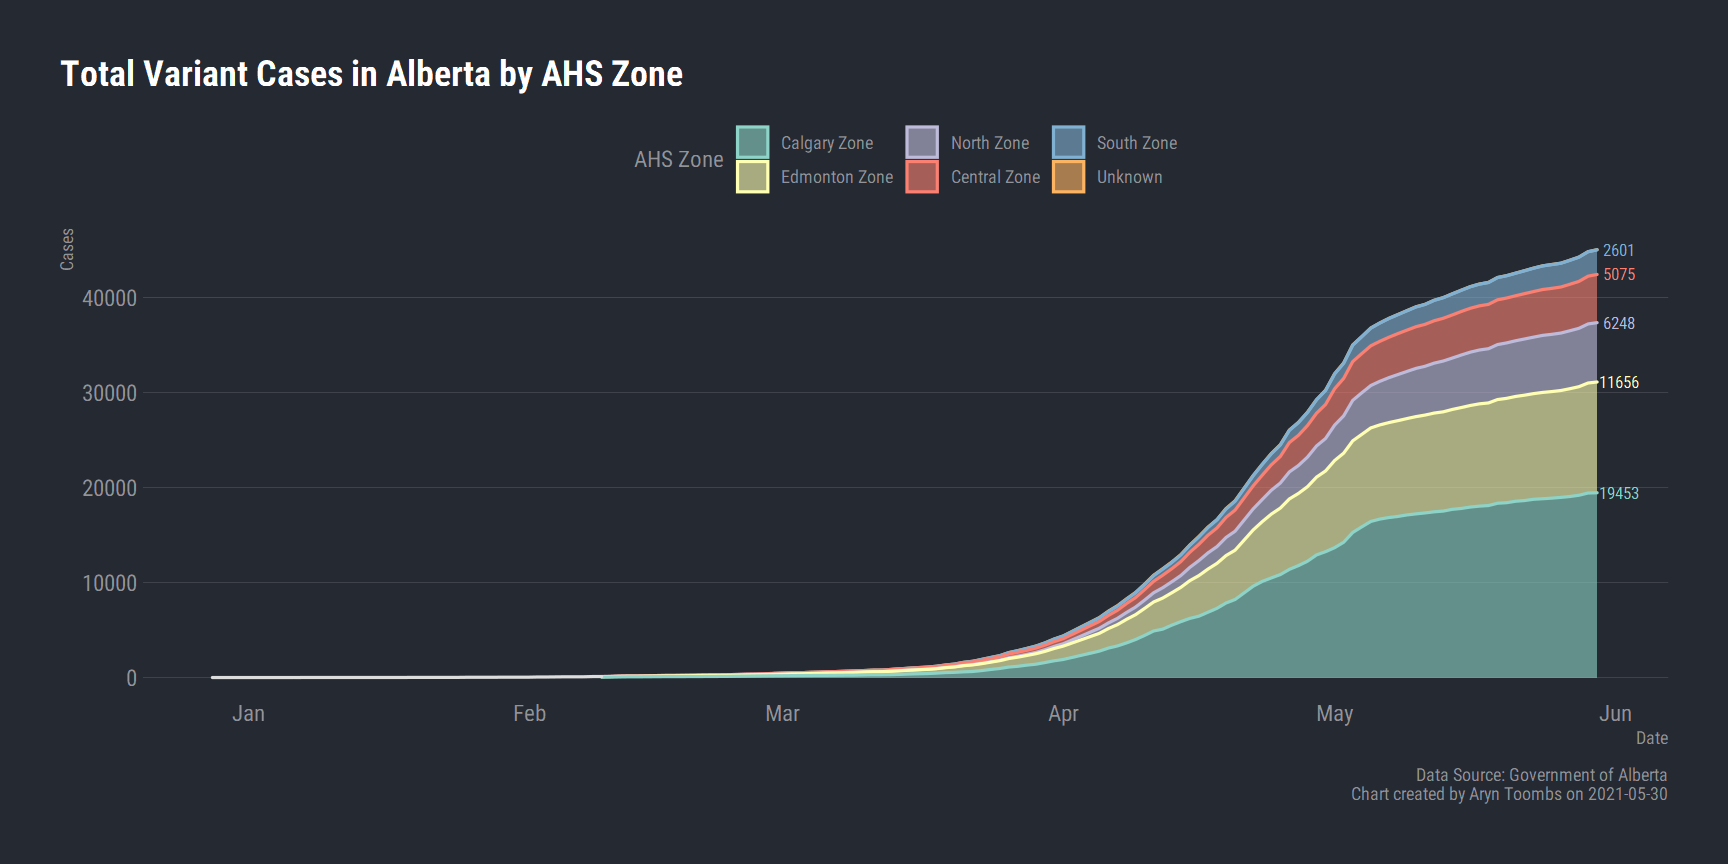 Total Variant Cases in Alberta by AHS Zone
AHS Zone
Calgary Zone
North Zone
South Zone
Edmonton Zone
Central Zone
Unknown
Cases
2601
5075
40000
6248
11656
30000
20000
19453
10000
0
Jan
Feb
Mar
Apr
May
Jun
Date
Data Source: Government of Alberta
Chart created by Aryn Toombs on 2021-05-30